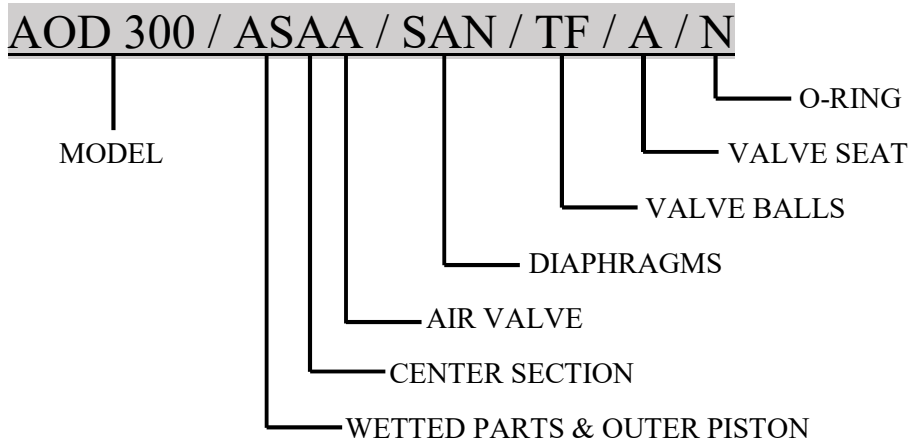 AOD 300 / ASAA / SAN / TF / A / N
O-RING
MODEL
VALVE SEAT
VALVE BALLS
DIAPHRAGMS
AIR VALVE
CENTER SECTION
WETTED PARTS & OUTER PISTON